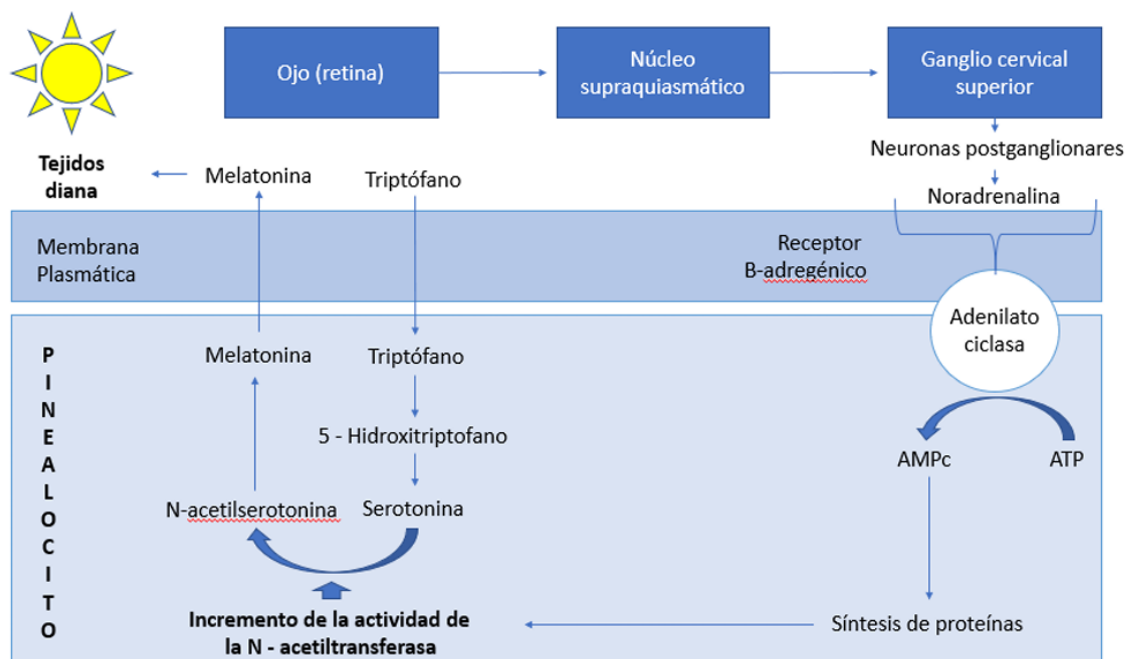 Ojo (retina)
Núcleo
supraquiasmático
Ganglio cervical
superior
Neuronas postganglionares
Noradrenalina
Tejidos
diana
Melatonina
Triptófano
Membrana
Plasmática
Receptor
B-adregénico
Adenilato
ciclasa
PINEALOCITO
Melatonina
Triptófano
5 - Hidroxitriptofano
AMPc
ATP
N-acetilserotonina
Serotonina
Incremento de la actividad de
la N - acetiltransferasa
Síntesis de proteínas